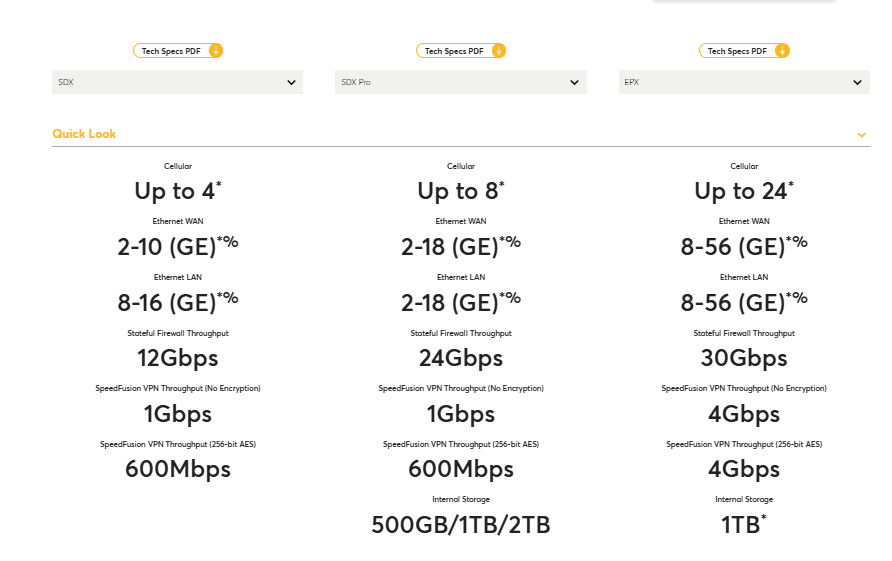 Tech Specs PDF Tech Specs PDF Tech Specs PDF
SDX SDX Pro EPX
Quick Look
Cellular Cellular Cellular
Up to 4* Up to 8* Up to 24*
Ethernet WAN Ethernet WAN Ethernet WAN
2-10 (GE)*% 2-18 (GE)*% 8-56 (GE)*%
Ethernet LAN Ethernet LAN Ethernet LAN
8-16 (GE)*% 2-18 (GE)*% 8-56 (GE)*%
Stateful Firewall Throughput Stateful Firewall Throughput Stateful Firewall Throughput
12Gbps 24Gbps 30Gbps
SpeedFusion VPN Throughput (No Encryption) SpeedFusion VPN Throughput (No Encryption) SpeedFusion VPN Throughput (No Encryption)
1Gbps 1Gbps 4Gbps
SpeedFusion VPN Throughput (256-bit AES) SpeedFusion VPN Throughput (256-bit AES) SpeedFusion VPN Throughput (256-bit AES)
600Mbps 600Mbps 4Gbps
Internal Storage Internal Storage
500GB/1TB/2TB 1TB*